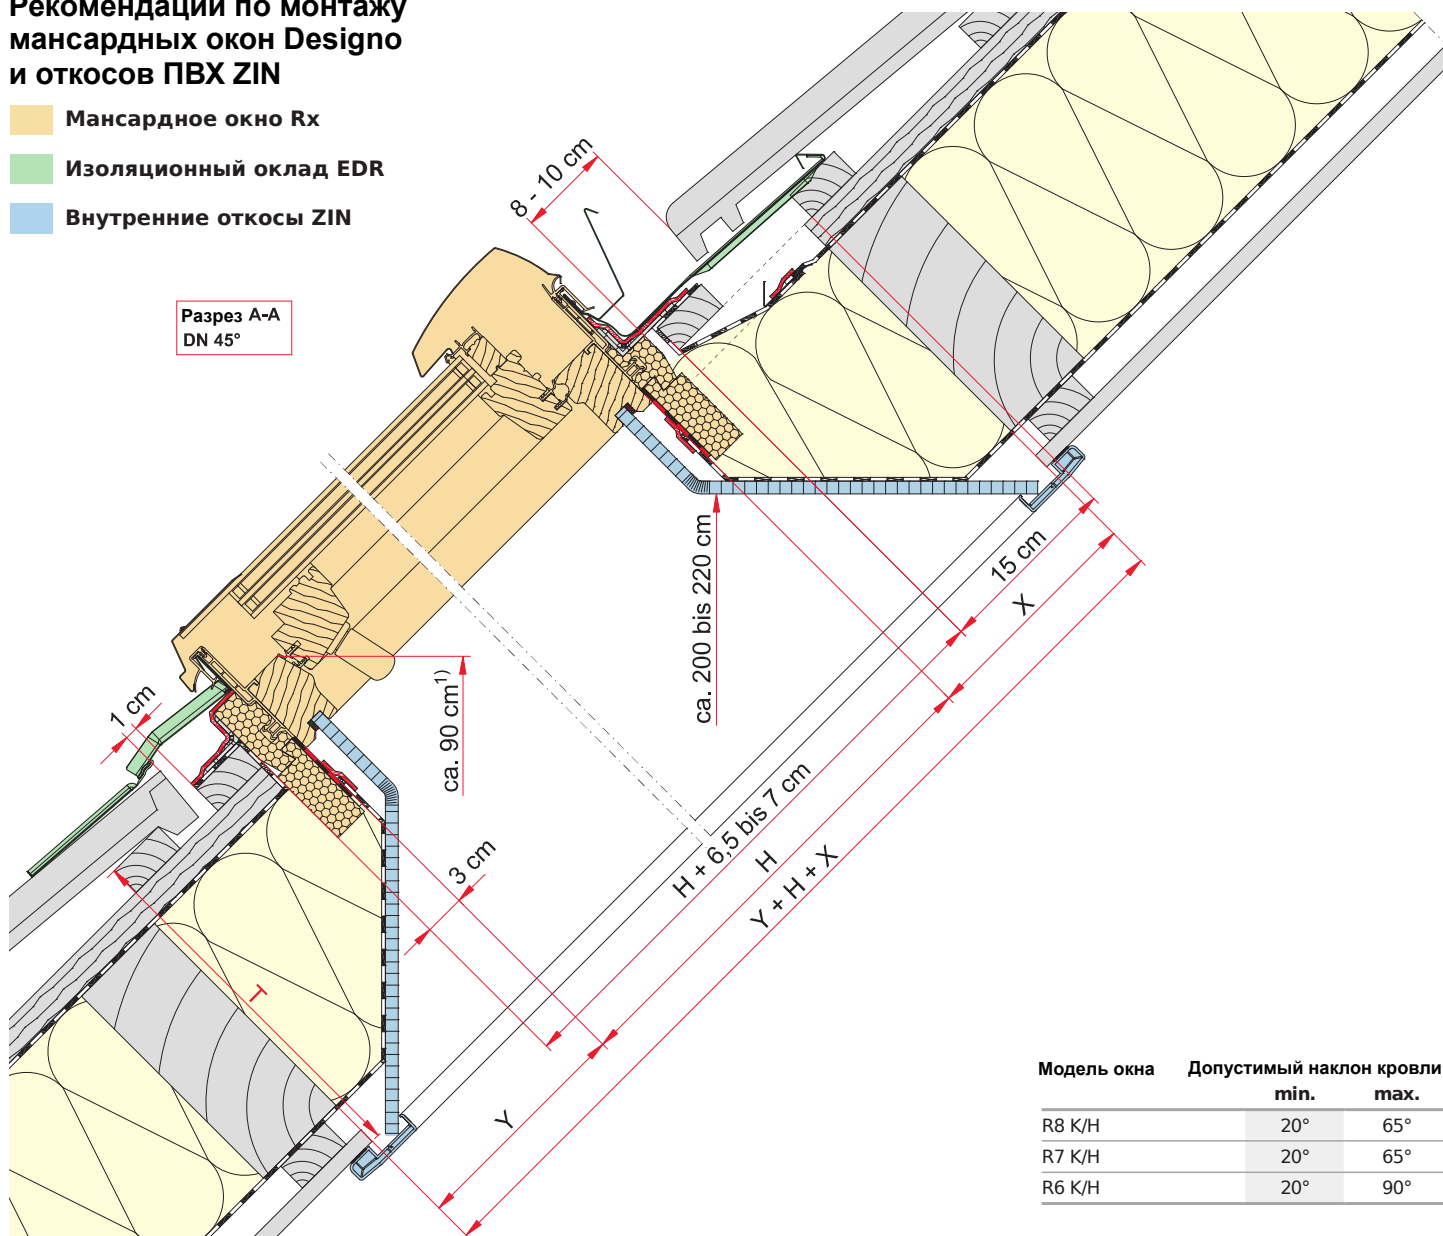 Рекомендации по монтажу
мансардных окон Designo
и откосов ПВХ ZIN
Мансардное окно Rx
Изоляционный оклад EDR
Внутренние откосы ZIN
Разрез A-A
DN 45°
8 - 10 cm
1 cm
ca. 90 cm¹⁾
ca. 200 bis 220 cm
15 cm
X
3 cm
H + 6,5 bis 7 cm
H
Y + H + X
T
Y
Модель окна Допустимый наклон кровли
min. max.
R8 K/H 20° 65°
R7 K/H 20° 65°
R6 K/H 20° 90°